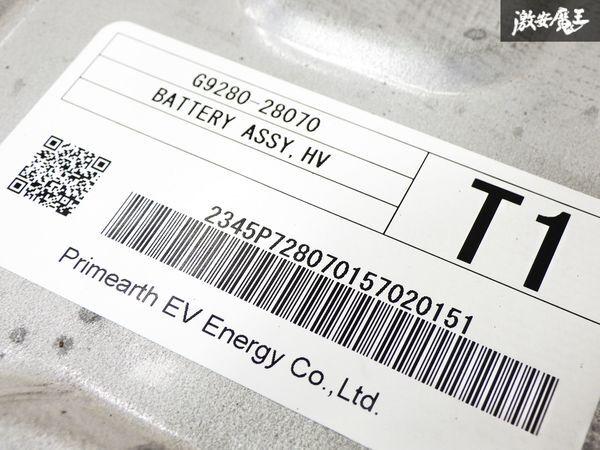 激安魔王
G9280-28070
BATTERY ASSY, HV
T1
2345P728070157020151
Primearth EV Energy Co.,Ltd.